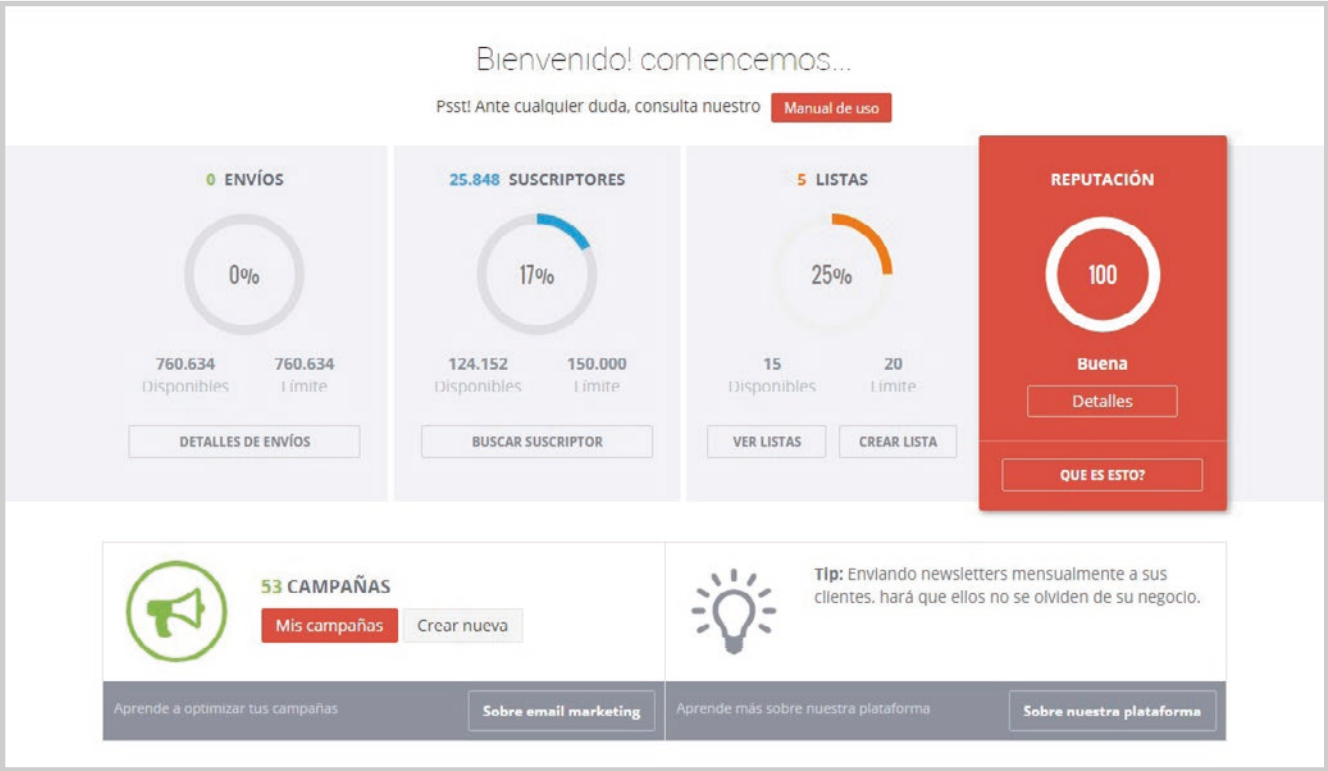 Bienvenido! comencemos...
Psst! Ante cualquier duda, consulta nuestro Manual de uso
0 ENVÍOS
0%
760.634 760.634
Disponibles Límite
DETALLES DE ENVÍOS
25.848 SUSCRIPTORES
17%
124.152 150.000
Disponibles Límite
BUSCAR SUSCRIPTOR
5 LISTAS
25%
15 20
Disponibles Límite
VER LISTAS CREAR LISTA
REPUTACIÓN
100
Buena
Detalles
QUE ES ESTO?
53 CAMPAÑAS
Mis campañas Crear nueva
Aprende a optimizar tus campañas Sobre email marketing
Tip: Enviando newsletters mensualmente a sus
clientes. hará que ellos no se olviden de su negocio.
Aprende más sobre nuestra plataforma Sobre nuestra plataforma